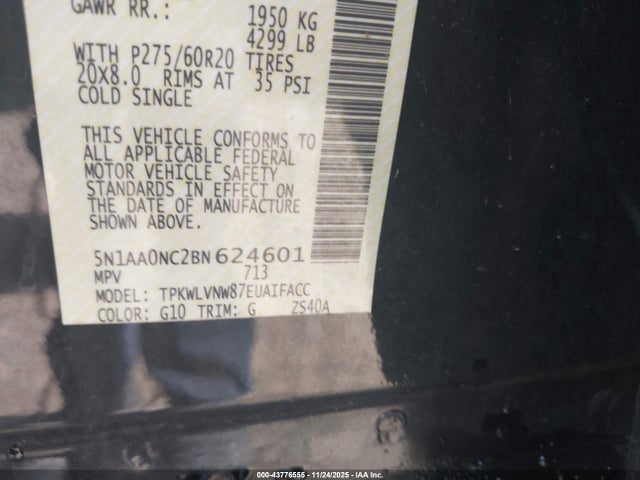 GAWR RR.: 1950 KG
4299 LB
WITH P275/60R20 TIRES
20X8.0 RIMS AT 35 PSI
COLD SINGLE
THIS VEHICLE CONFORMS TO
ALL APPLICABLE FEDERAL
MOTOR VEHICLE SAFETY
STANDARDS IN EFFECT ON
THE DATE OF MANUFACTURE
SHOWN ABOVE.
5N1AA0NC2BN624601
MPV 713
MODEL: TPKWLVNW87EUAIFACC
COLOR: G10 TRIM: G ZS40A
000-43776555 - 11/24/2025 - IAA Inc.